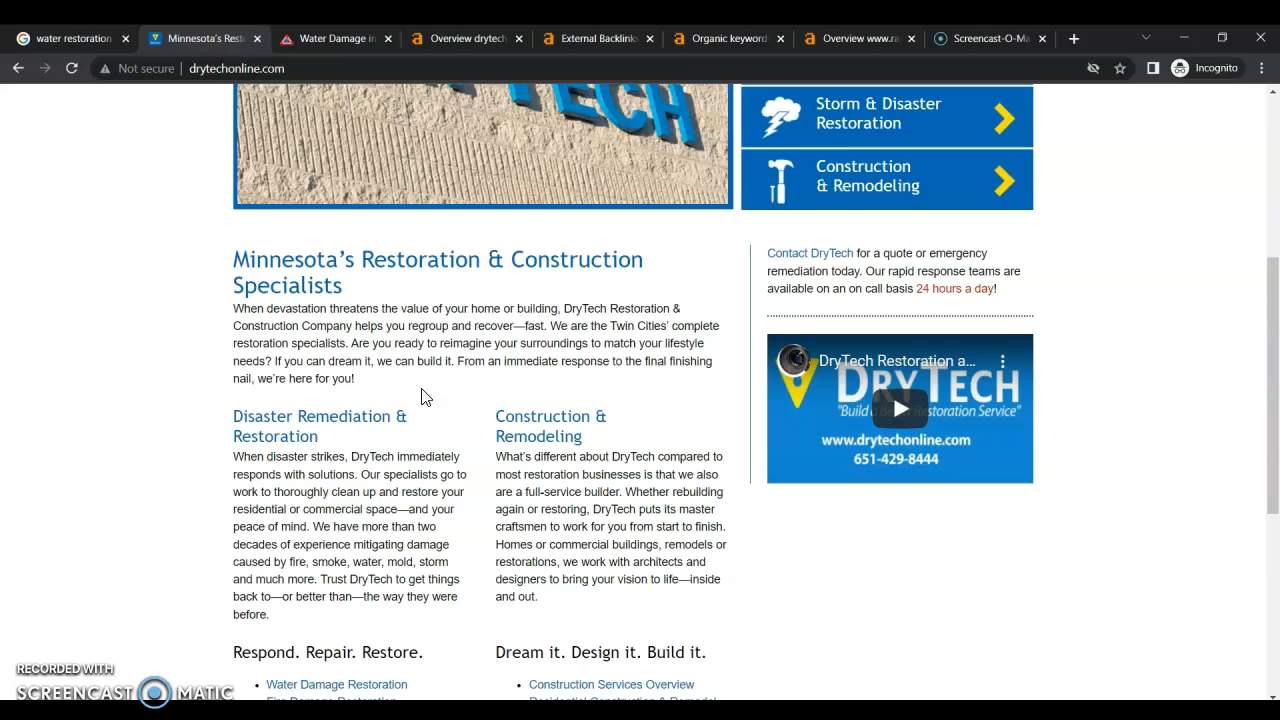 water restoration
Minnesota's Rest
Water Damage in
Overview drytech
External Backlinks
Organic keyword
Overview www.ra
Screencast-O-Ma
Not secure
drytechonline.com
Incognito
TECH
Storm & Disaster
Restoration
Construction
& Remodeling
Minnesota's Restoration & Construction
Specialists
When devastation threatens the value of your home or building, DryTech Restoration &
Construction Company helps you regroup and recover—fast. We are the Twin Cities' complete
restoration specialists. Are you ready to reimagine your surroundings to match your lifestyle
needs? If you can dream it, we can build it. From an immediate response to the final finishing
nail, we're here for you!
Contact DryTech for a quote or emergency
remediation today. Our rapid response teams are
available on an on call basis 24 hours a day!
DryTech Restoration a...
DRYTECH
"Build a Better Restoration Service"
www.drytechonline.com
651-429-8444
Disaster Remediation &
Restoration
When disaster strikes, DryTech immediately
responds with solutions. Our specialists go to
work to thoroughly clean up and restore your
residential or commercial space—and your
peace of mind. We have more than two
decades of experience mitigating damage
caused by fire, smoke, water, mold, storm
and much more. Trust DryTech to get things
back to—or better than—the way they were
before.
Construction &
Remodeling
What's different about DryTech compared to
most restoration businesses is that we also
are a full-service builder. Whether rebuilding
again or restoring, DryTech puts its master
craftsmen to work for you from start to finish.
Homes or commercial buildings, remodels or
restorations, we work with architects and
designers to bring your vision to life—inside
and out.
Respond. Repair. Restore.
Water Damage Restoration
Fire Damage Restoration
Dream it. Design it. Build it.
Construction Services Overview
Residential Construction & Remodel
RECORDED WITH
SCREENCAST MATIC